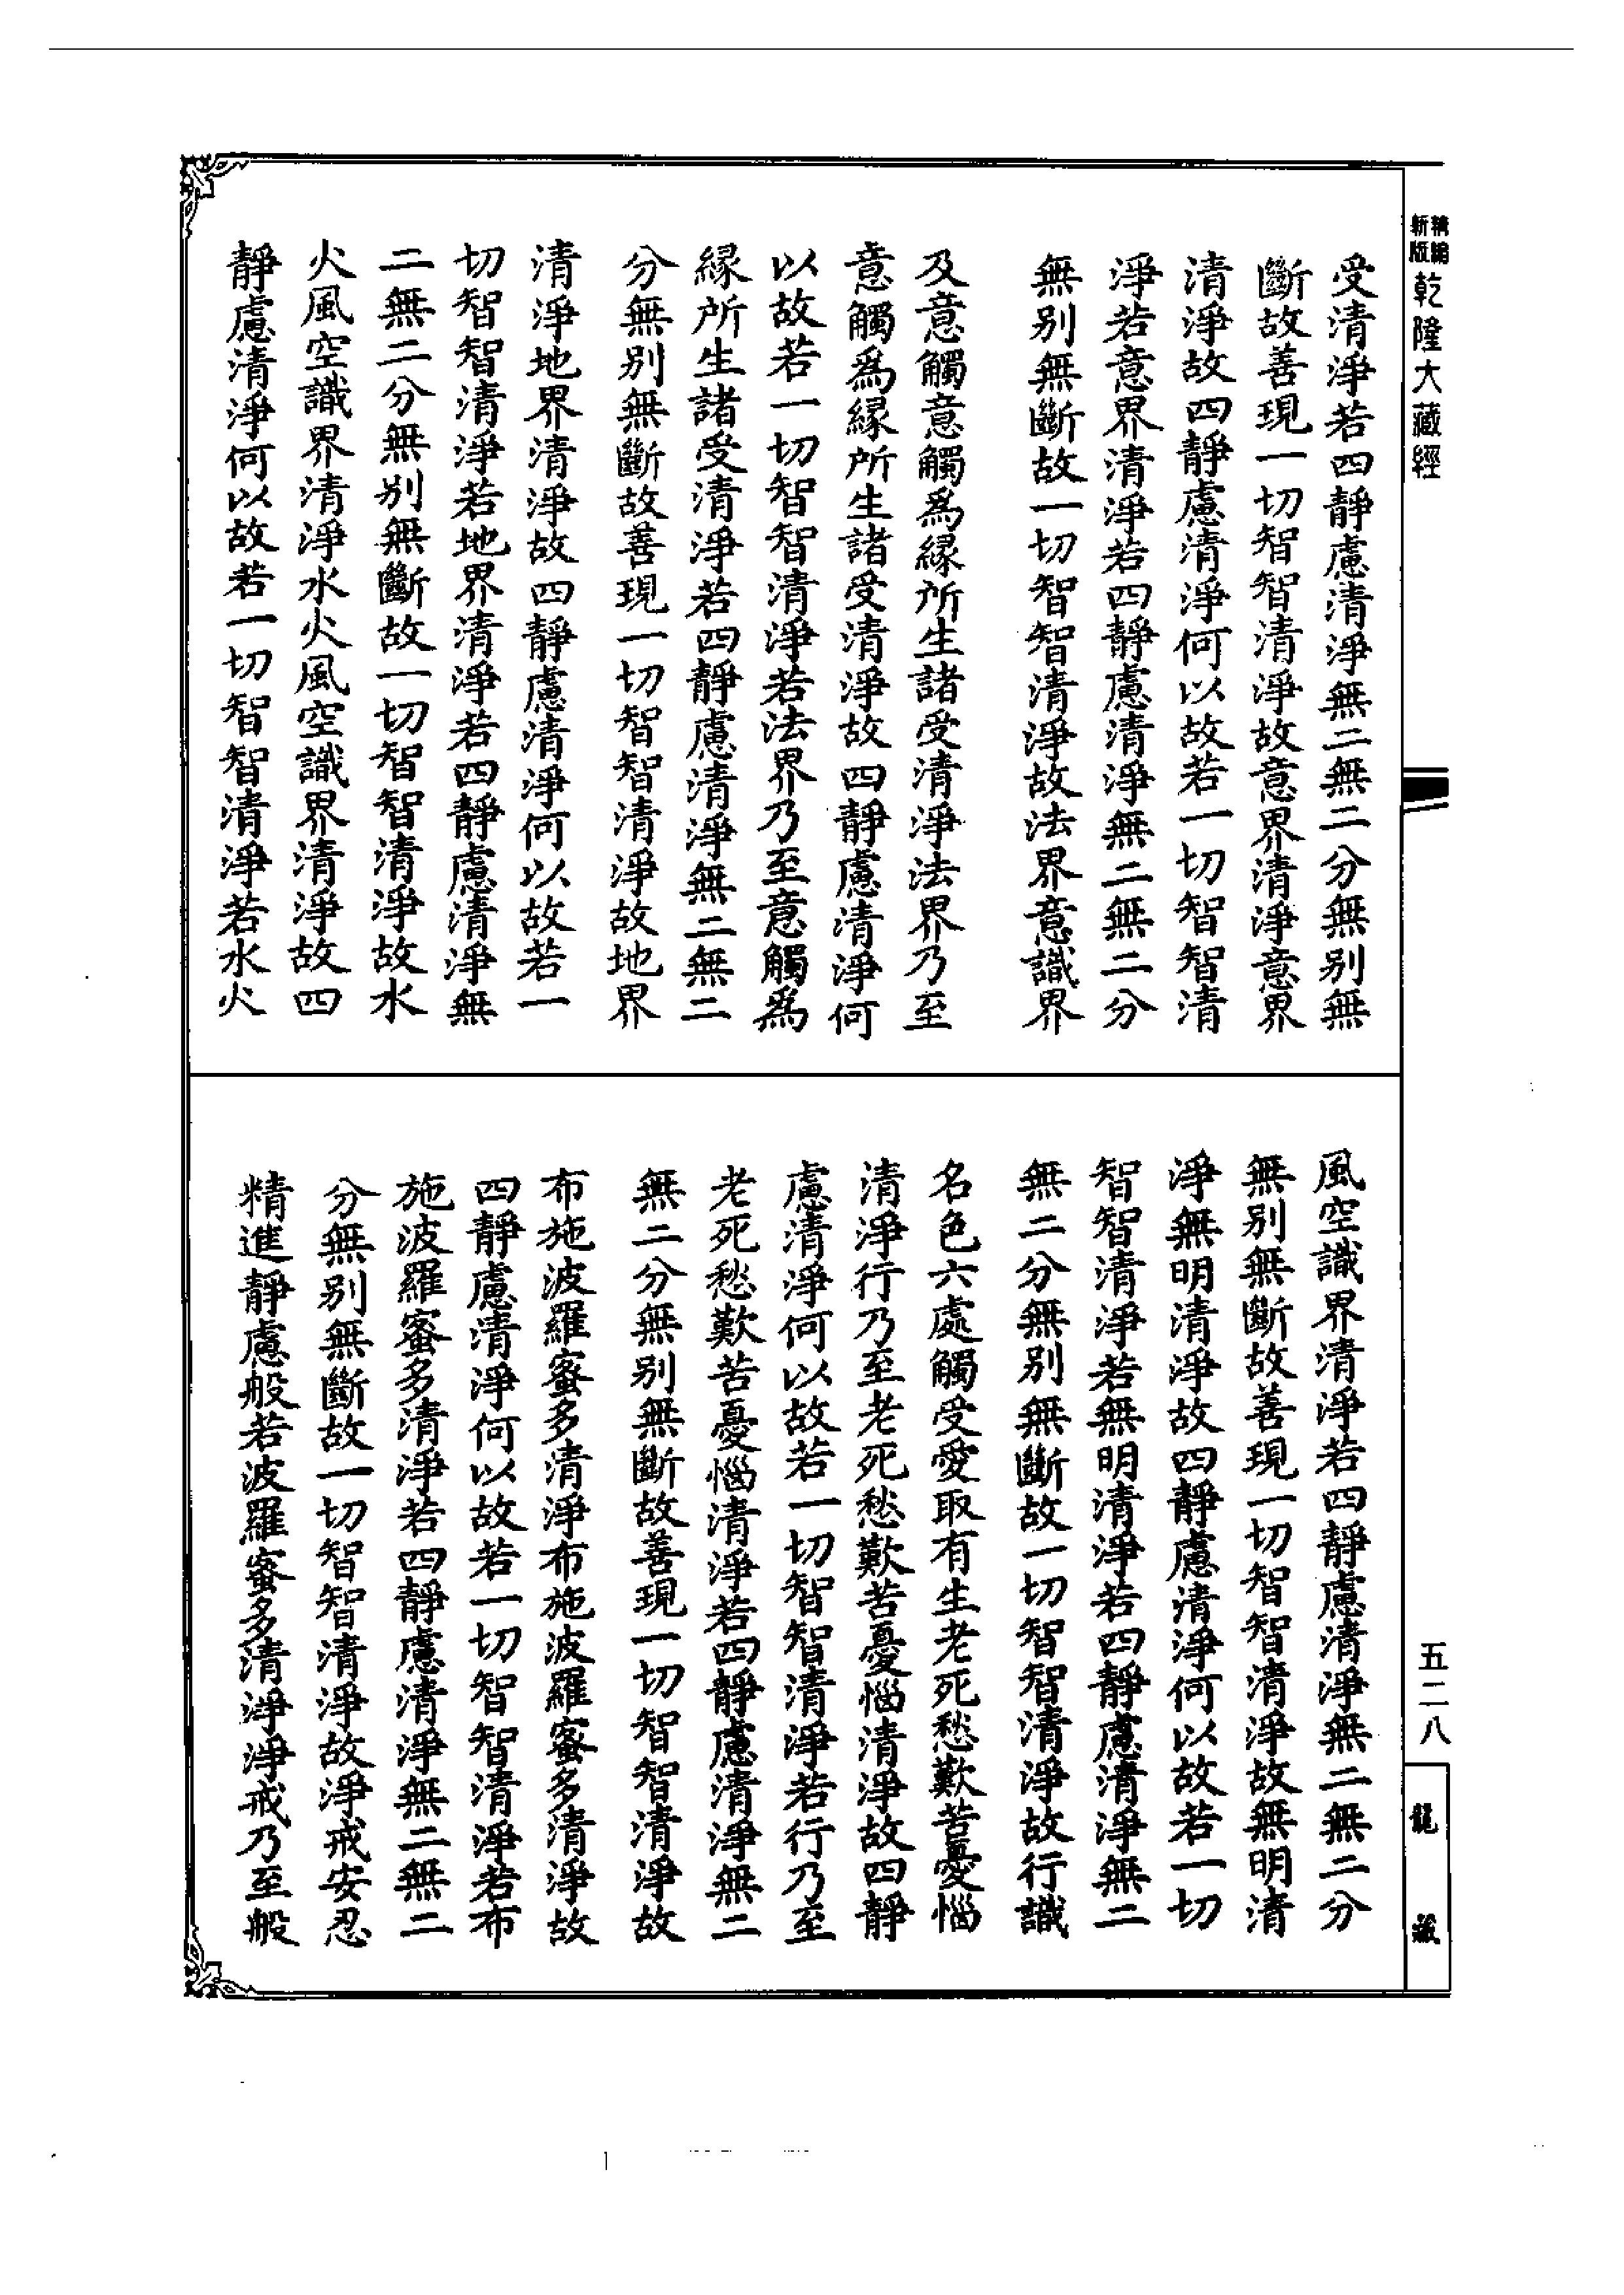 精編
新版
乾隆大藏經
受清淨若四靜慮清淨無二無二分無別無
斷故善現一切智智清淨故意界清淨意界
清淨故四靜慮清淨何以故若一切智智清
淨若意界清淨若四靜慮清淨無二無二分
無別無斷故一切智智清淨故法界意識界
及意觸意觸爲緣所生諸受清淨法界乃至
意觸爲緣所生諸受清淨故四靜慮清淨何
以故若一切智智清淨若法界乃至意觸爲
緣所生諸受清淨若四靜慮清淨無二無二
分無別無斷故善現一切智智清淨故地界
清淨地界清淨故四靜慮清淨何以故若一
切智智清淨若地界清淨若四靜慮清淨無
二無二分無別無斷故一切智智清淨故水
火風空識界清淨水火風空識界清淨故四
靜慮清淨何以故若一切智智清淨若水火
風空識界清淨若四靜慮清淨無二無二分
無別無斷故善現一切智智清淨故無明清
淨無明清淨故四靜慮清淨何以故若一切
智智清淨若無明清淨若四靜慮清淨無二
無二分無別無斷故一切智智清淨故行識
名色六處觸受愛取有生老死愁歎苦憂惱
清淨行乃至老死愁歎苦憂惱清淨故四靜
慮清淨何以故若一切智智清淨若行乃至
老死愁歎苦憂惱清淨若四靜慮清淨無二
無二分無別無斷故善現一切智智清淨故
布施波羅蜜多清淨布施波羅蜜多清淨故
四靜慮清淨何以故若一切智智清淨若布
施波羅蜜多清淨若四靜慮清淨無二無二
分無別無斷故一切智智清淨故淨戒安忍
精進靜慮般若波羅蜜多清淨淨戒乃至般
五二八
龍藏